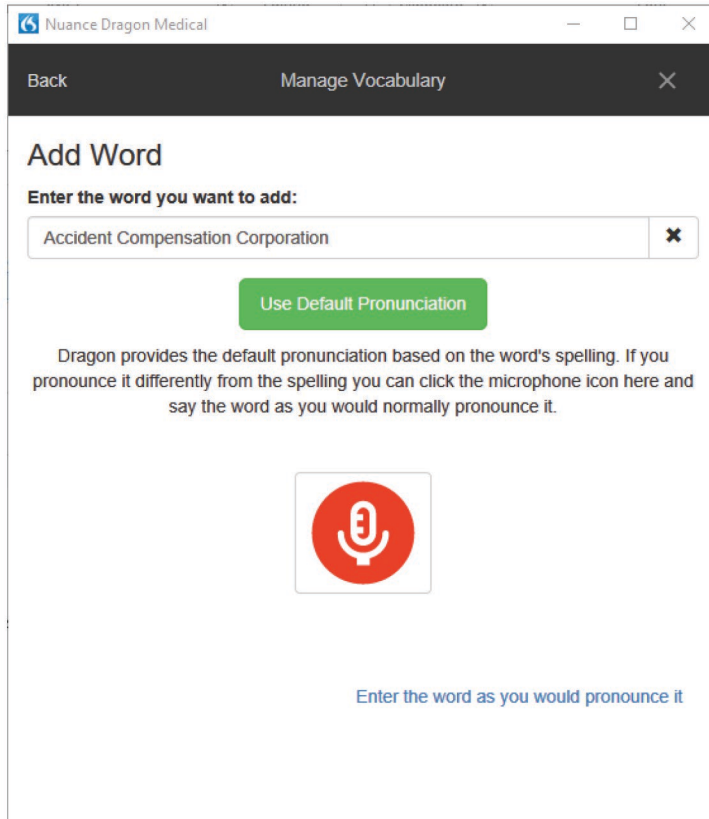 Nuance Dragon Medical
Back
Manage Vocabulary
Add Word
Enter the word you want to add:
Accident Compensation Corporation
Use Default Pronunciation
Dragon provides the default pronunciation based on the word's spelling. If you
pronounce it differently from the spelling you can click the microphone icon here and
say the word as you would normally pronounce it.
Enter the word as you would pronounce it